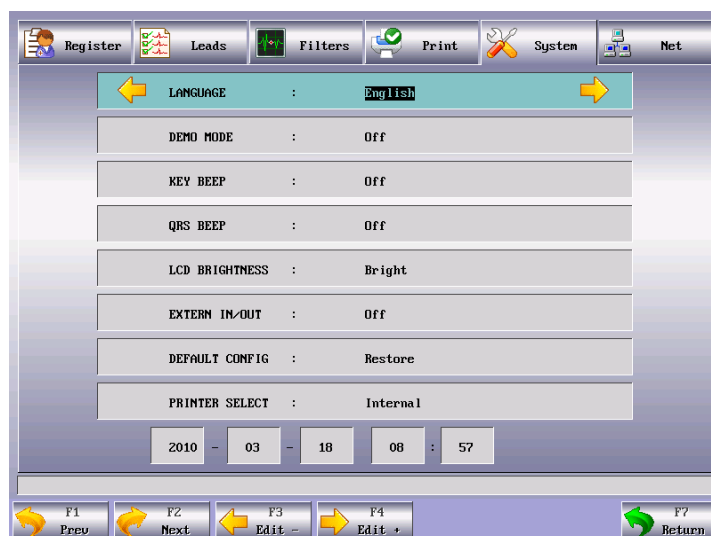 Register Leads Filters Print System Net
LANGUAGE : English
DEMO MODE : Off
KEY BEEP : Off
QRS BEEP : Off
LCD BRIGHTNESS : Bright
EXTERN IN/OUT : Off
DEFAULT CONFIG : Restore
PRINTER SELECT : Internal
2010 - 03 - 18 08 : 57
F1 F2 F3 F4 F7
Prev Next Edit - Edit + Return